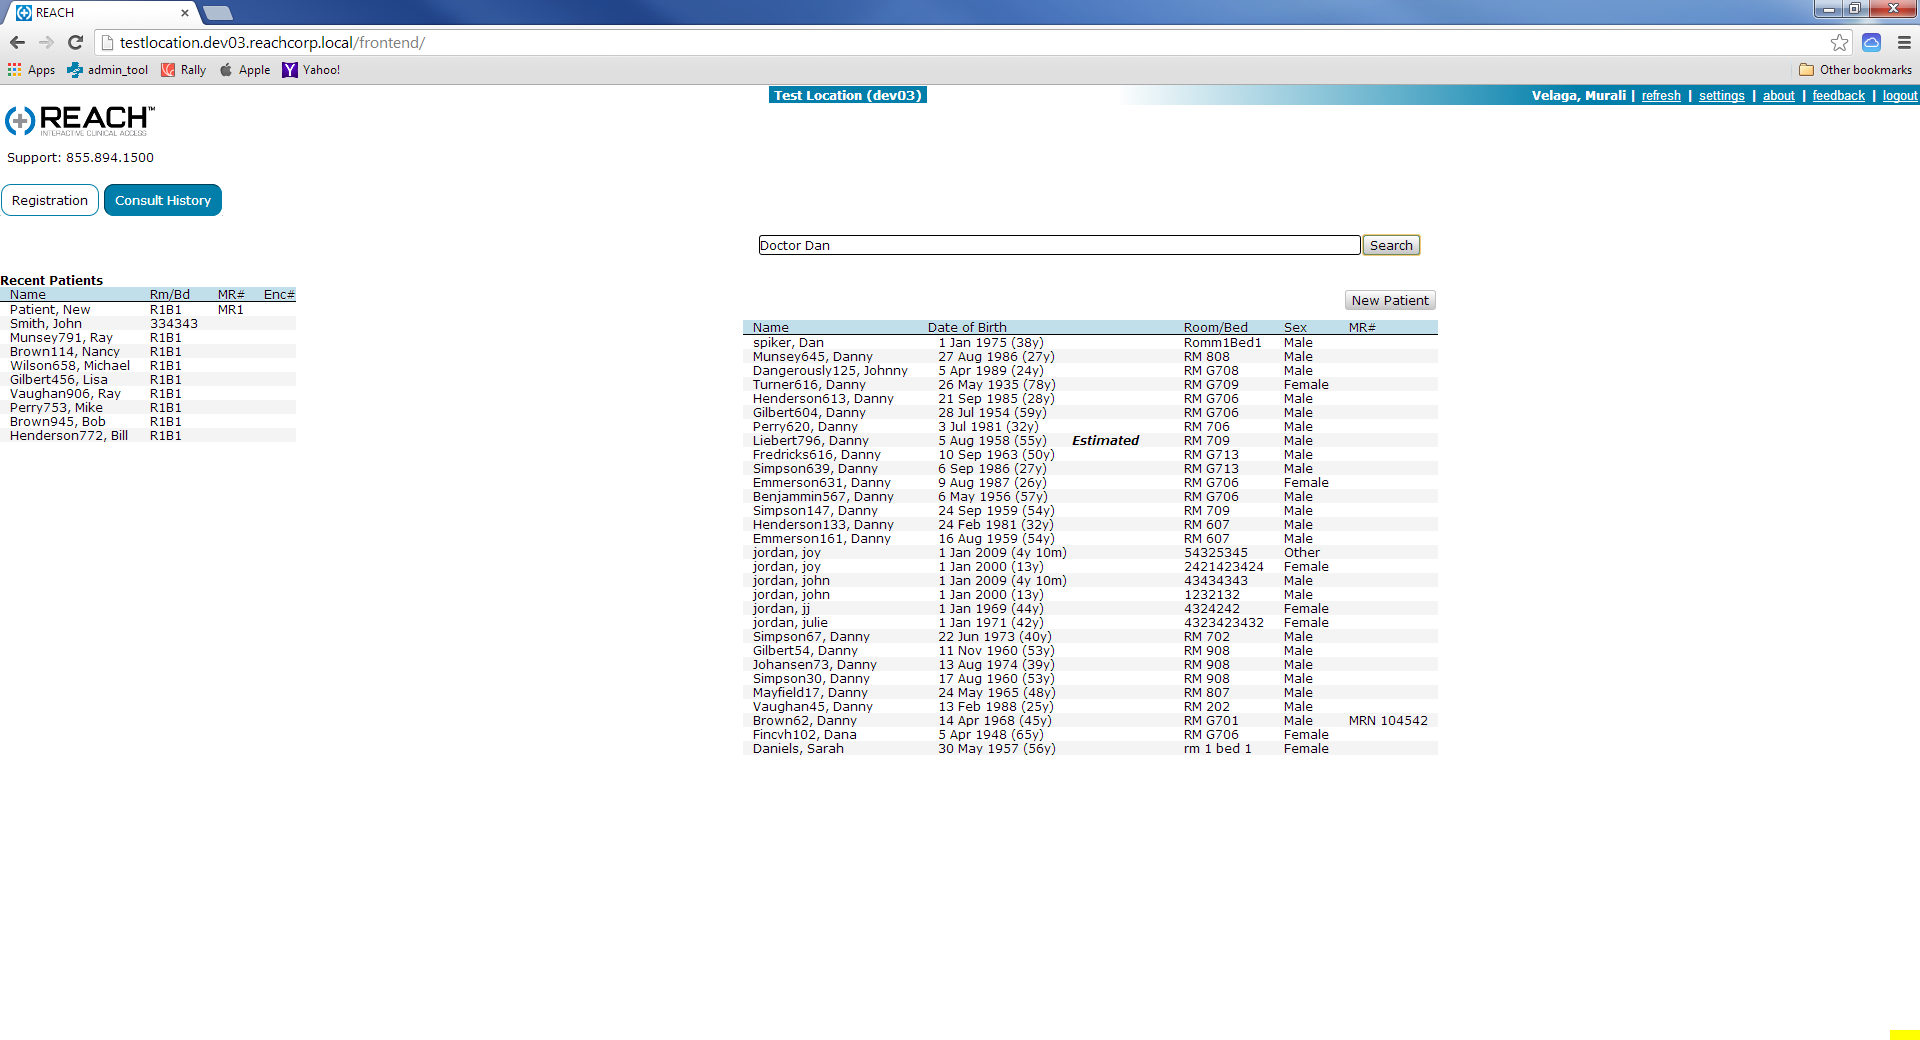 REACH
testlocation.dev03.reachcorp.local/frontend/
Apps admin_tool Rally Apple Yahoo! Other bookmarks
Test Location (dev03) Velaga, Murali | refresh | settings | about | feedback | logout
REACH™
INTERACTIVE CLINICAL ACCESS
Support: 855.894.1500
Registration Consult History
Doctor Dan Search
Recent Patients
Name Rm/Bd MR# Enc#
Patient, New R1B1 MR1
Smith, John 334343
Munsey791, Ray R1B1
Brown114, Nancy R1B1
Wilson658, Michael R1B1
Gilbert456, Lisa R1B1
Vaughan906, Ray R1B1
Perry753, Mike R1B1
Brown945, Bob R1B1
Henderson772, Bill R1B1
New Patient
Name Date of Birth Room/Bed Sex MR#
spiker, Dan 1 Jan 1975 (38y) Romm1Bed1 Male
Munsey645, Danny 27 Aug 1986 (27y) RM 808 Male
Dangerously125, Johnny 5 Apr 1989 (24y) RM G708 Male
Turner616, Danny 26 May 1935 (78y) RM G709 Female
Henderson613, Danny 21 Sep 1985 (28y) RM G706 Male
Gilbert604, Danny 28 Jul 1954 (59y) RM G706 Male
Perry620, Danny 3 Jul 1981 (32y) RM 706 Male
Liebert796, Danny 5 Aug 1958 (55y) Estimated RM 709 Male
Fredricks616, Danny 10 Sep 1963 (50y) RM G713 Male
Simpson639, Danny 6 Sep 1986 (27y) RM G713 Male
Emmerson631, Danny 9 Aug 1987 (26y) RM G706 Female
Benjammin567, Danny 6 May 1956 (57y) RM G706 Male
Simpson147, Danny 24 Sep 1959 (54y) RM 709 Male
Henderson133, Danny 24 Feb 1981 (32y) RM 607 Male
Emmerson161, Danny 16 Aug 1959 (54y) RM 607 Male
jordan, joy 1 Jan 2009 (4y 10m) 54325345 Other
jordan, joy 1 Jan 2000 (13y) 2421423424 Female
jordan, john 1 Jan 2009 (4y 10m) 43434343 Male
jordan, john 1 Jan 2000 (13y) 1232132 Male
jordan, jj 1 Jan 1969 (44y) 4324242 Female
jordan, julie 1 Jan 1971 (42y) 4323423432 Female
Simpson67, Danny 22 Jun 1973 (40y) RM 702 Male
Gilbert54, Danny 11 Nov 1960 (53y) RM 908 Male
Johansen73, Danny 13 Aug 1974 (39y) RM 908 Male
Simpson30, Danny 17 Aug 1960 (53y) RM 908 Male
Mayfield17, Danny 24 May 1965 (48y) RM 807 Male
Vaughan45, Danny 13 Feb 1988 (25y) RM 202 Male
Brown62, Danny 14 Apr 1968 (45y) RM G701 Male MRN 104542
Fincvh102, Dana 5 Apr 1948 (65y) RM G706 Female
Daniels, Sarah 30 May 1957 (56y) rm 1 bed 1 Female